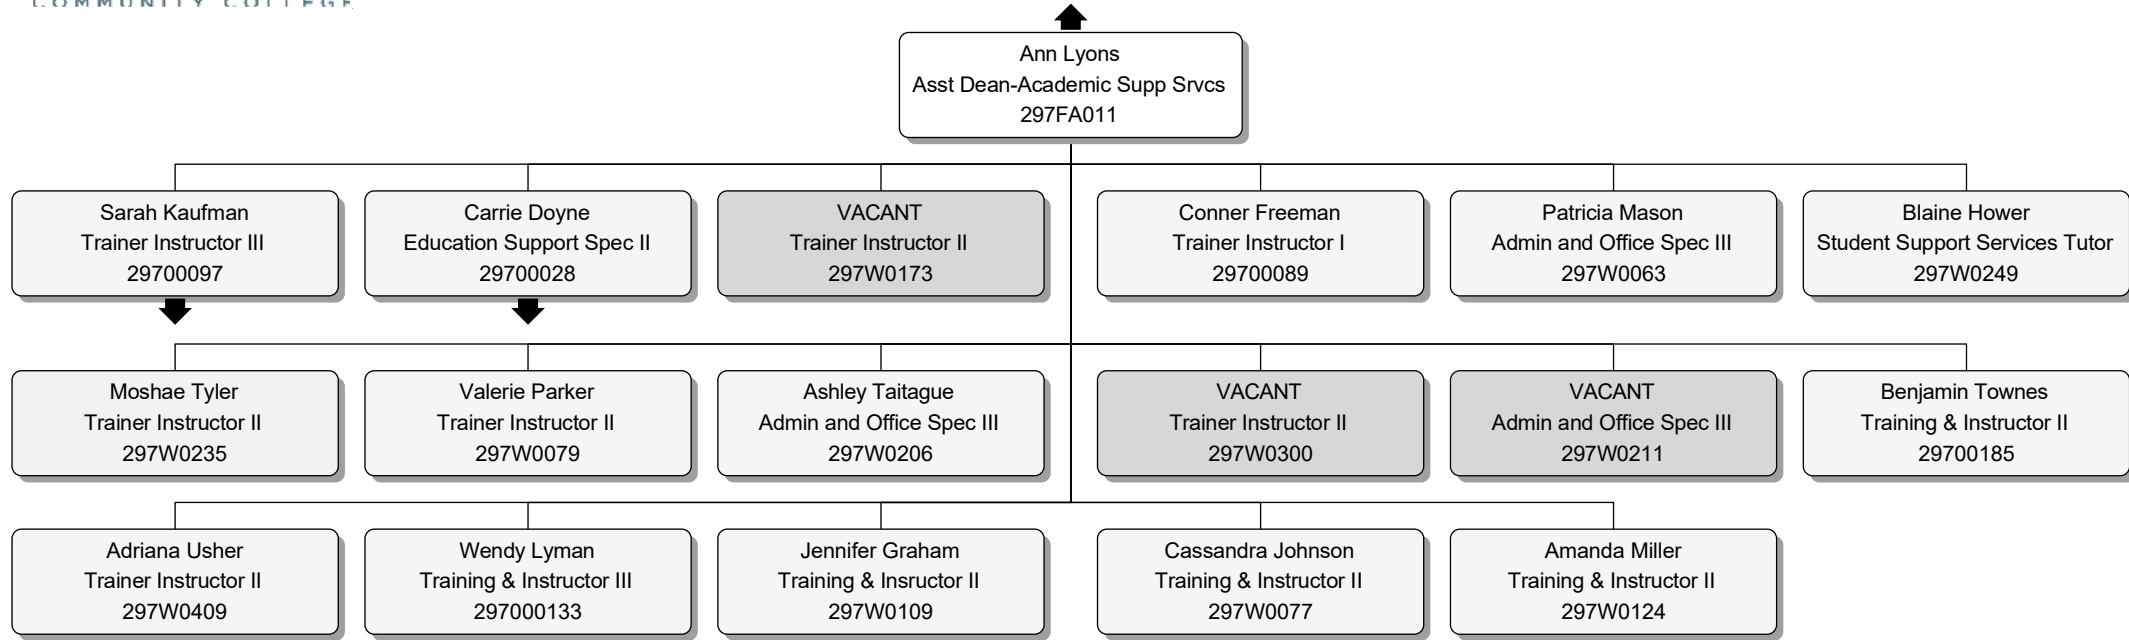 COMMUNITY COLLEGE
Ann Lyons
Asst Dean-Academic Supp Srvcs
297FA011
Sarah Kaufman
Trainer Instructor III
29700097
Carrie Doyne
Education Support Spec II
29700028
VACANT
Trainer Instructor II
297W0173
Conner Freeman
Trainer Instructor I
29700089
Patricia Mason
Admin and Office Spec III
297W0063
Blaine Hower
Student Support Services Tutor
297W0249
Moshae Tyler
Trainer Instructor II
297W0235
Valerie Parker
Trainer Instructor II
297W0079
Ashley Taitague
Admin and Office Spec III
297W0206
VACANT
Trainer Instructor II
297W0300
VACANT
Admin and Office Spec III
297W0211
Benjamin Townes
Training & Instructor II
29700185
Adriana Usher
Trainer Instructor II
297W0409
Wendy Lyman
Training & Instructor III
297000133
Jennifer Graham
Training & Insructor II
297W0109
Cassandra Johnson
Training & Instructor II
297W0077
Amanda Miller
Training & Instructor II
297W0124